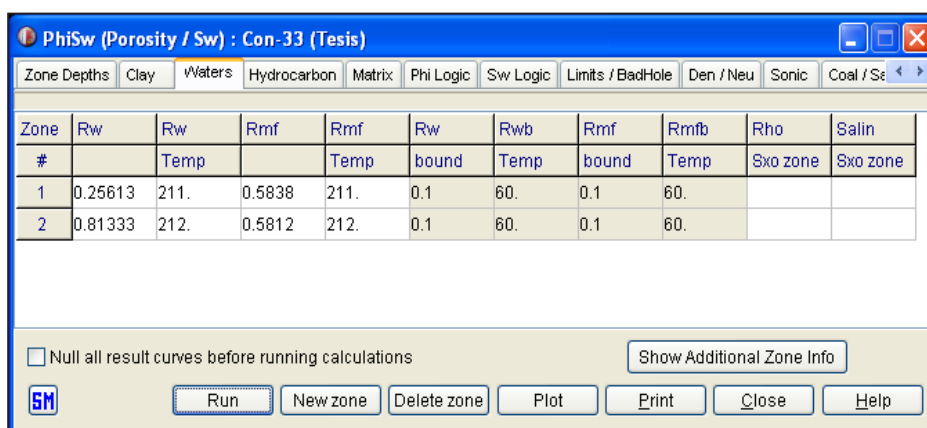 PhiSw (Porosity / Sw) : Con-33 (Tesis)
Zone Depths Clay Waters Hydrocarbon Matrix Phi Logic Sw Logic Limits / BadHole Den / Neu Sonic Coal / Sa
Zone Rw Rw Rmf Rmf Rw Rwb Rmf Rmfb Rho Salin
# Temp Temp bound Temp bound Temp Sxo zone Sxo zone
1 0.25613 211. 0.5838 211. 0.1 60. 0.1 60.
2 0.81333 212. 0.5812 212. 0.1 60. 0.1 60.
Null all result curves before running calculations Show Additional Zone Info
SM Run New zone Delete zone Plot Print Close Help